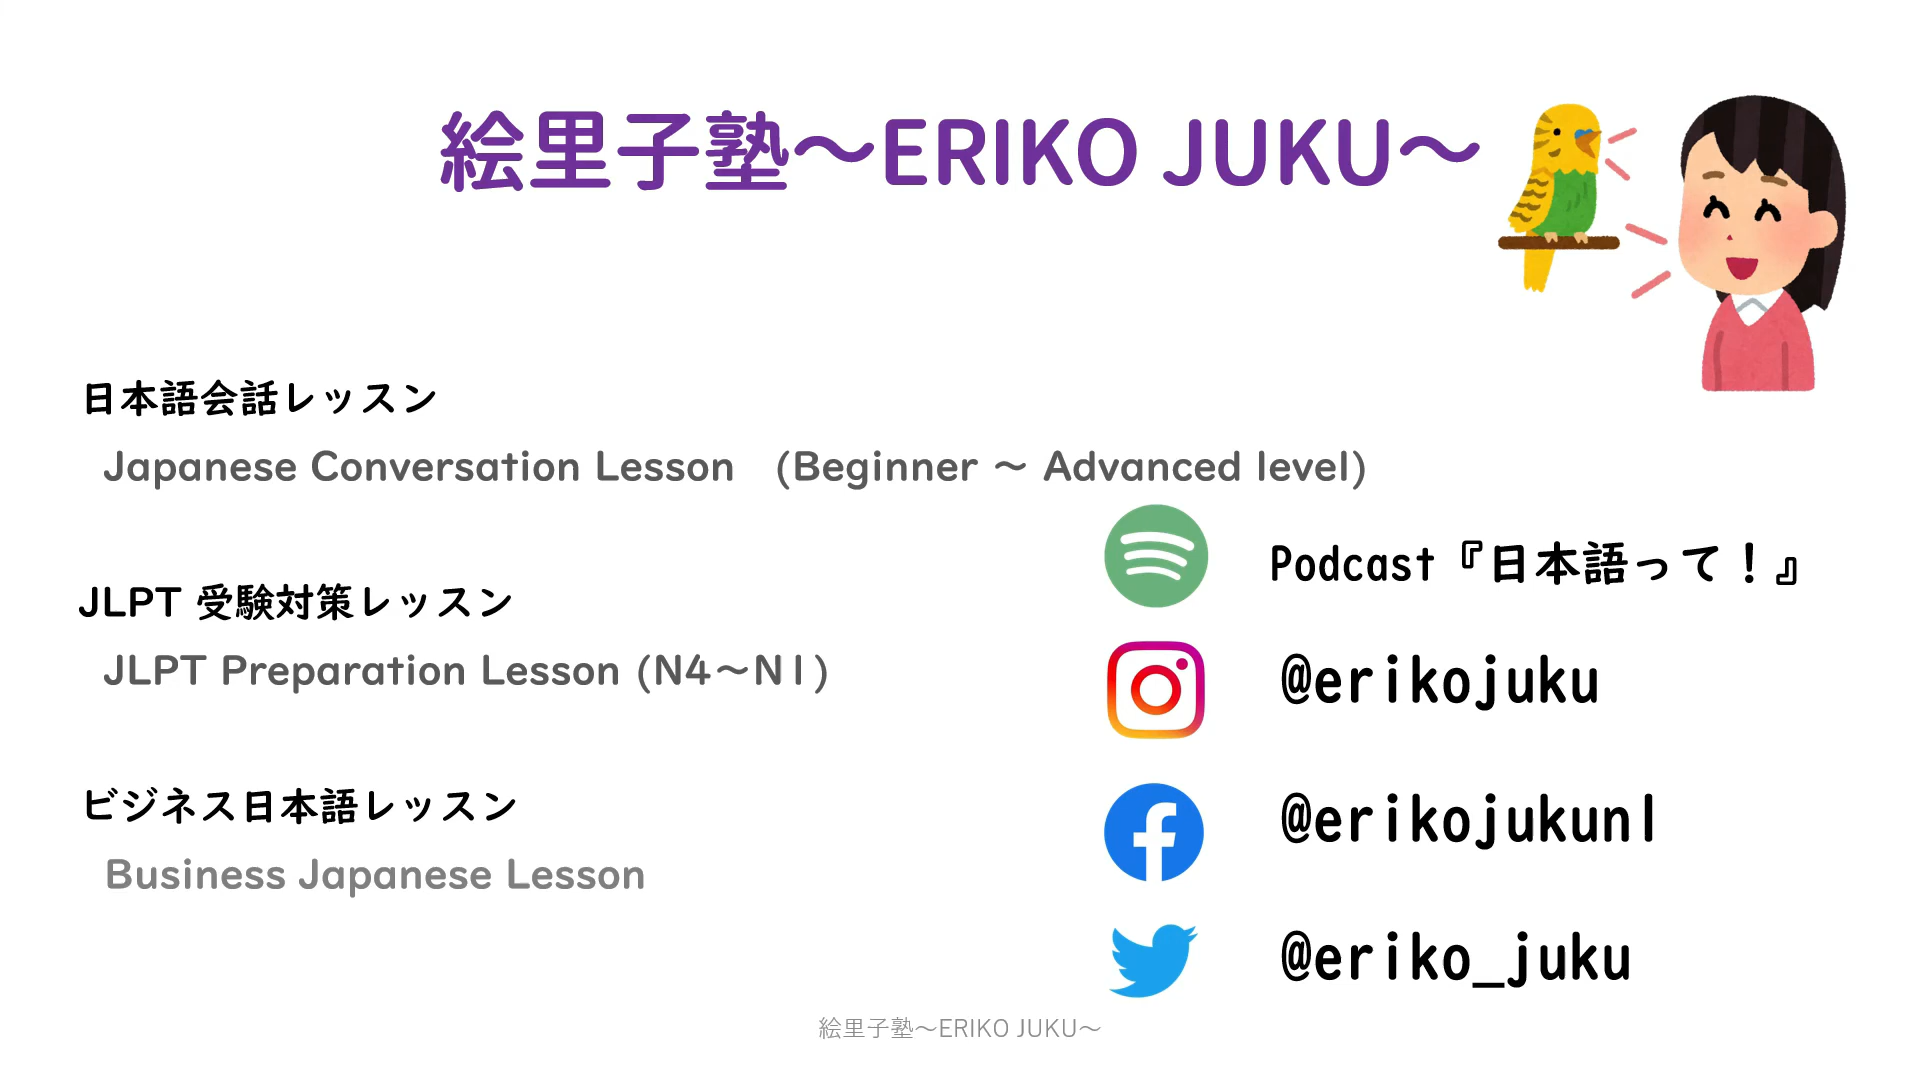 絵里子塾～ERIKO JUKU～
日本語会話レッスン
Japanese Conversation Lesson (Beginner ～ Advanced level)
JLPT 受験対策レッスン
JLPT Preparation Lesson (N4～N1)
ビジネス日本語レッスン
Business Japanese Lesson
Podcast『日本語って！』
@erikojuku
@erikojukunl
@eriko_juku
絵里子塾～ERIKO JUKU～